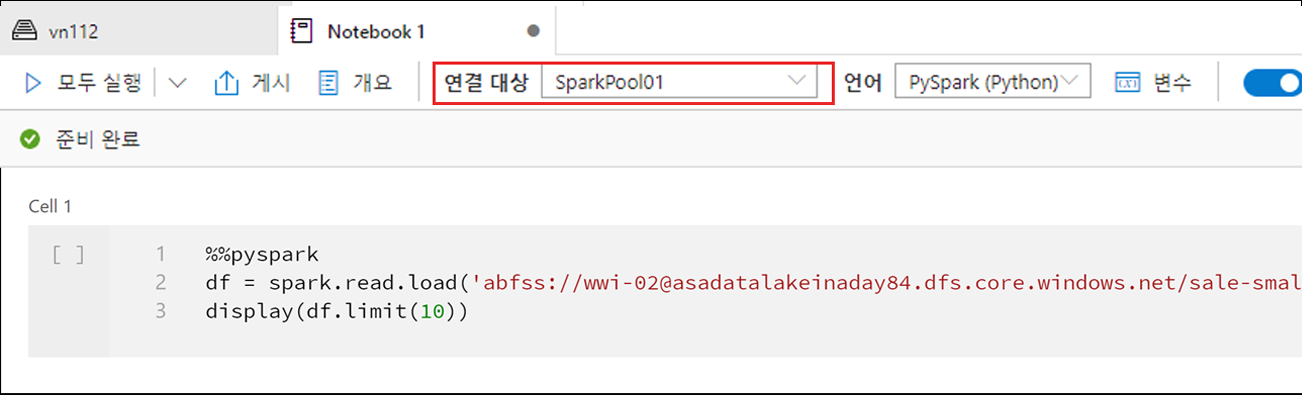 vn112 Notebook 1
모두 실행 게시 개요 연결 대상 SparkPool01 언어 PySpark (Python) 변수
준비 완료
Cell 1
[ ] 1 %%pyspark
2 df = spark.read.load('abfss://wwi-02@asadatalakeinaday84.dfs.core.windows.net/sale-smal
3 display(df.limit(10))